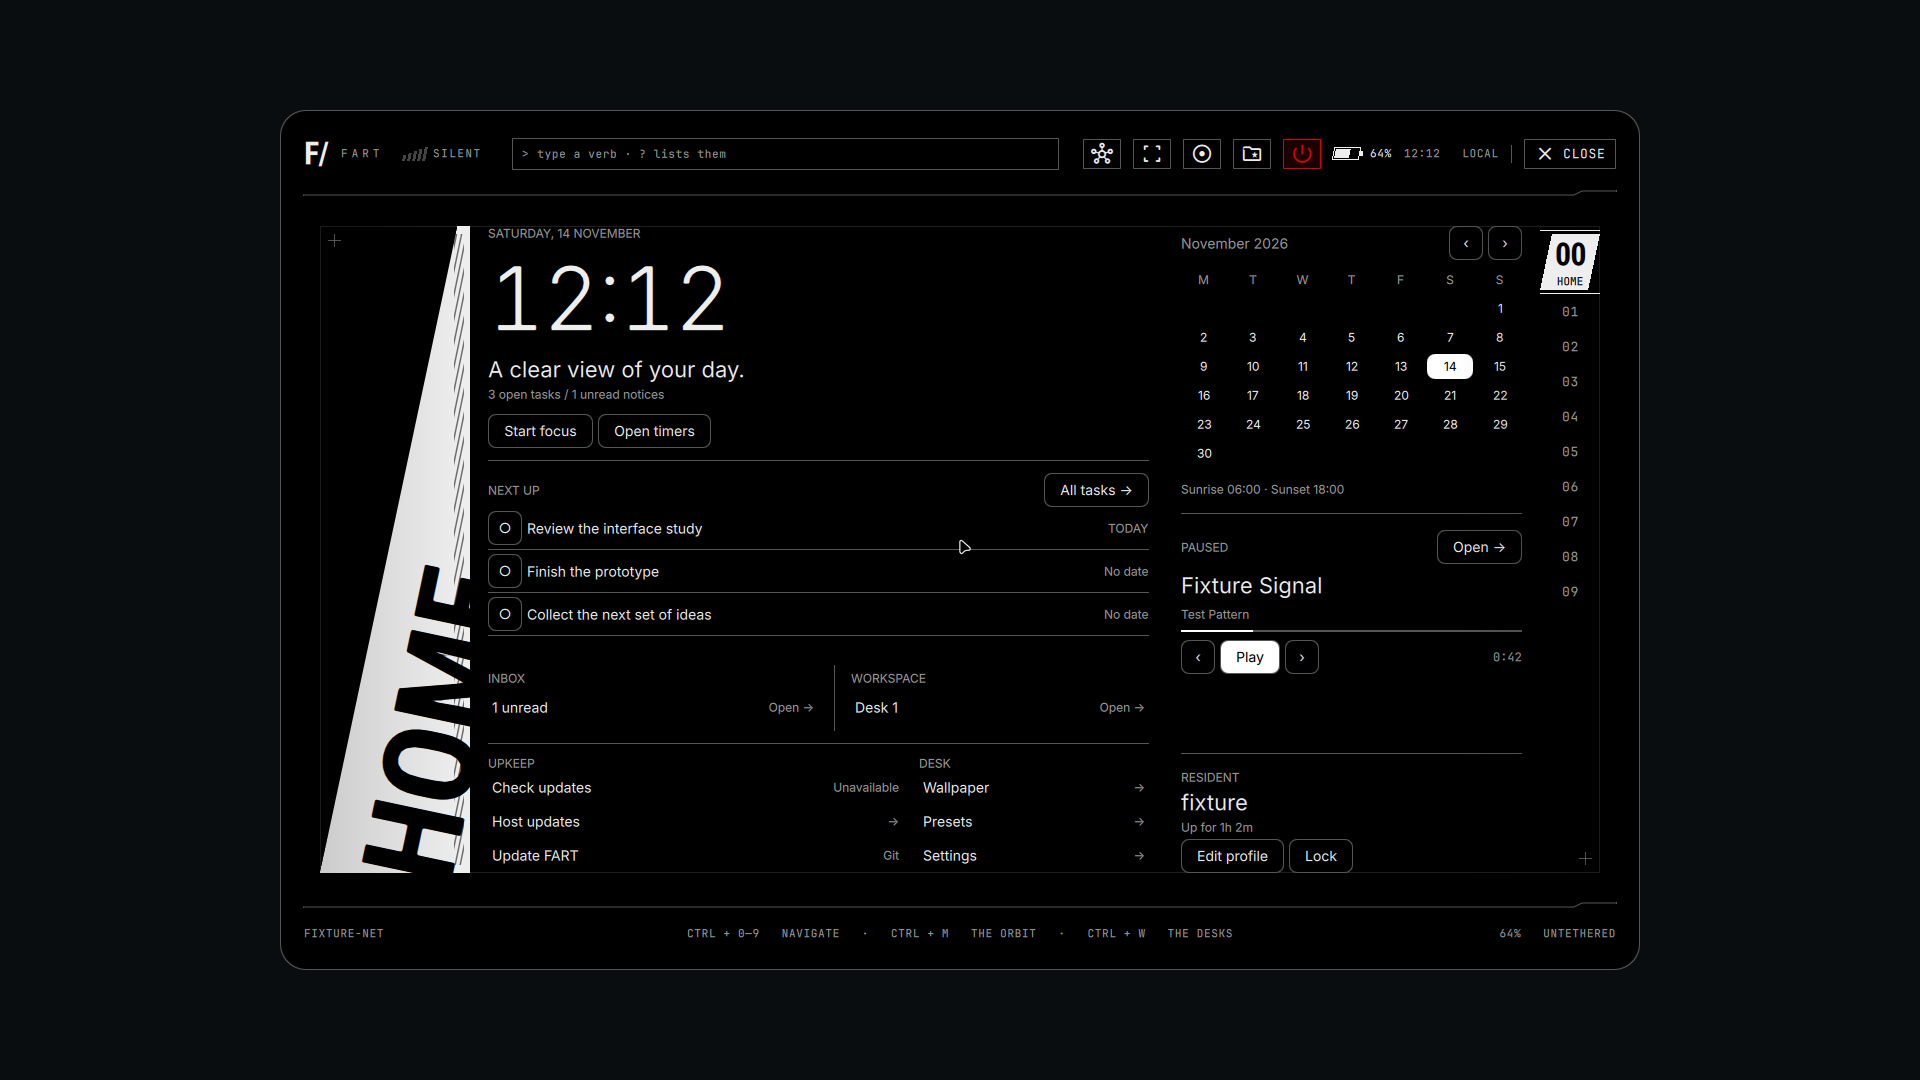 F/ FART SILENT > type a verb · ? lists them 64% 12:12 LOCAL CLOSE
HOME
SATURDAY, 14 NOVEMBER
12:12
A clear view of your day.
3 open tasks / 1 unread notices
Start focus Open timers
NEXT UP All tasks →
Review the interface study TODAY
Finish the prototype No date
Collect the next set of ideas No date
INBOX
1 unread Open →
WORKSPACE
Desk 1 Open →
UPKEEP
Check updates Unavailable
Host updates →
Update FART Git
DESK
Wallpaper →
Presets →
Settings →
November 2026 ‹ ›
M T W T F S S
1
2 3 4 5 6 7 8
9 10 11 12 13 14 15
16 17 18 19 20 21 22
23 24 25 26 27 28 29
30
Sunrise 06:00 · Sunset 18:00
PAUSED Open →
Fixture Signal
Test Pattern
‹ Play › 0:42
RESIDENT
fixture
Up for 1h 2m
Edit profile Lock
00
HOME
01
02
03
04
05
06
07
08
09
FIXTURE-NET CTRL + 0–9 NAVIGATE · CTRL + M THE ORBIT · CTRL + W THE DESKS 64% UNTETHERED